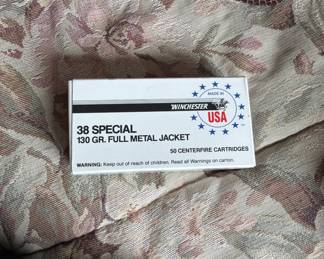 MADE IN
WINCHESTER
USA
38 SPECIAL
130 GR. FULL METAL JACKET
50 CENTERFIRE CARTRIDGES
WARNING: Keep out of reach of children. Read all Warnings on carton.